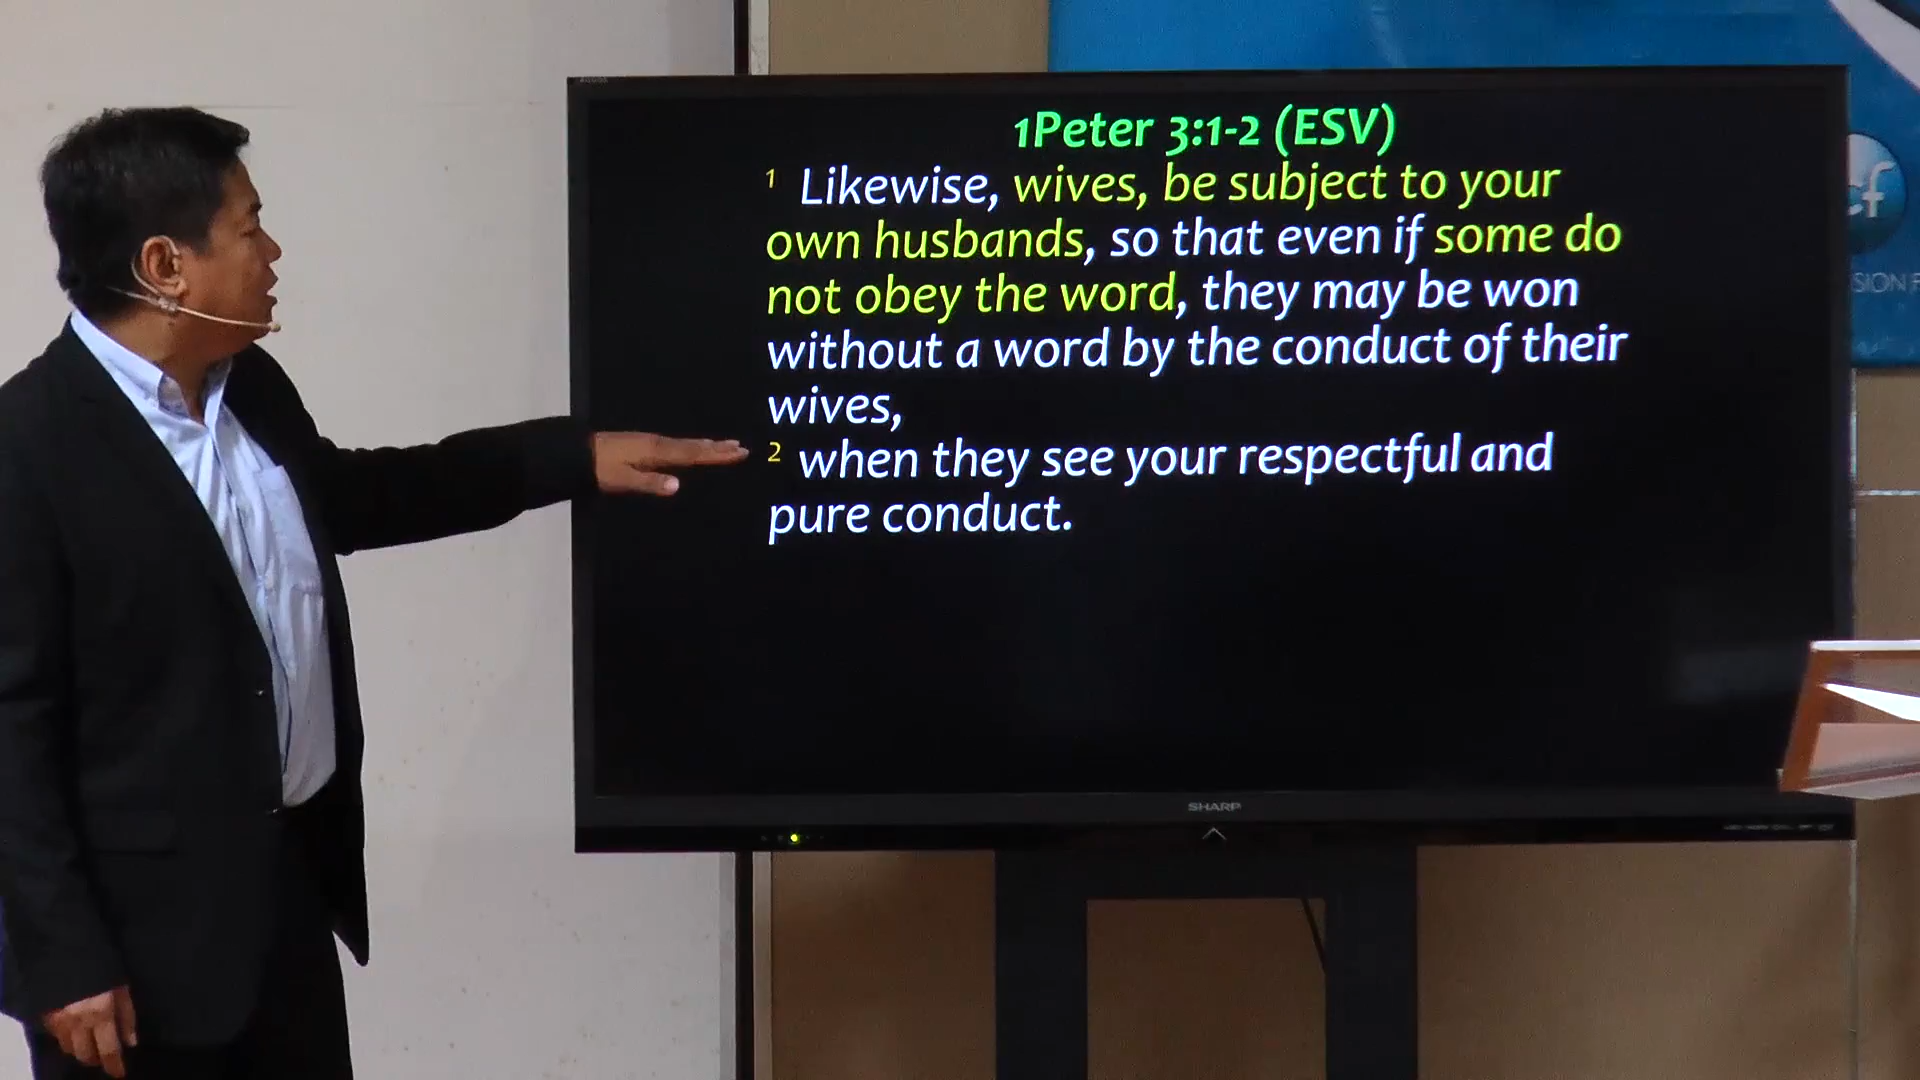 1Peter 3:1-2 (ESV)
1 Likewise, wives, be subject to your
own husbands, so that even if some do
not obey the word, they may be won
without a word by the conduct of their
wives,
2 when they see your respectful and
pure conduct.
cf
SION F
SHARP